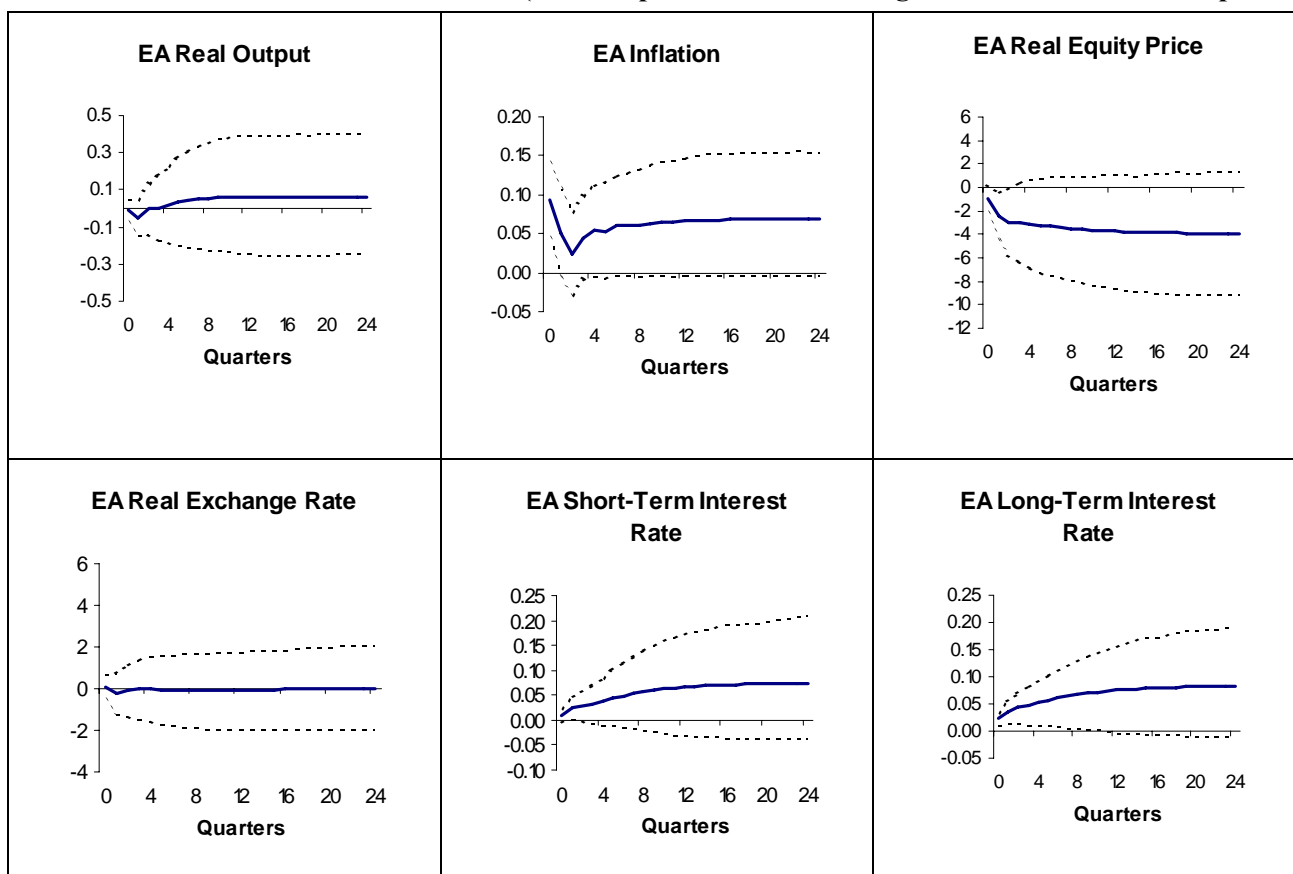 EA Real Output
0.5
0.3
0.1
-0.1
-0.3
-0.5
0 4 8 12 16 20 24
Quarters
EA Inflation
0.20
0.15
0.10
0.05
0.00
-0.05
0 4 8 12 16 20 24
Quarters
EA Real Equity Price
6
4
2
0
-2
-4
-6
-8
-10
-12
0 4 8 12 16 20 24
Quarters
EA Real Exchange Rate
6
4
2
0
-2
-4
0 4 8 12 16 20 24
Quarters
EA Short-Term Interest
Rate
0.25
0.20
0.15
0.10
0.05
0.00
-0.05
-0.10
0 4 8 12 16 20 24
Quarters
EA Long-Term Interest
Rate
0.25
0.20
0.15
0.10
0.05
0.00
-0.05
0 4 8 12 16 20 24
Quarters